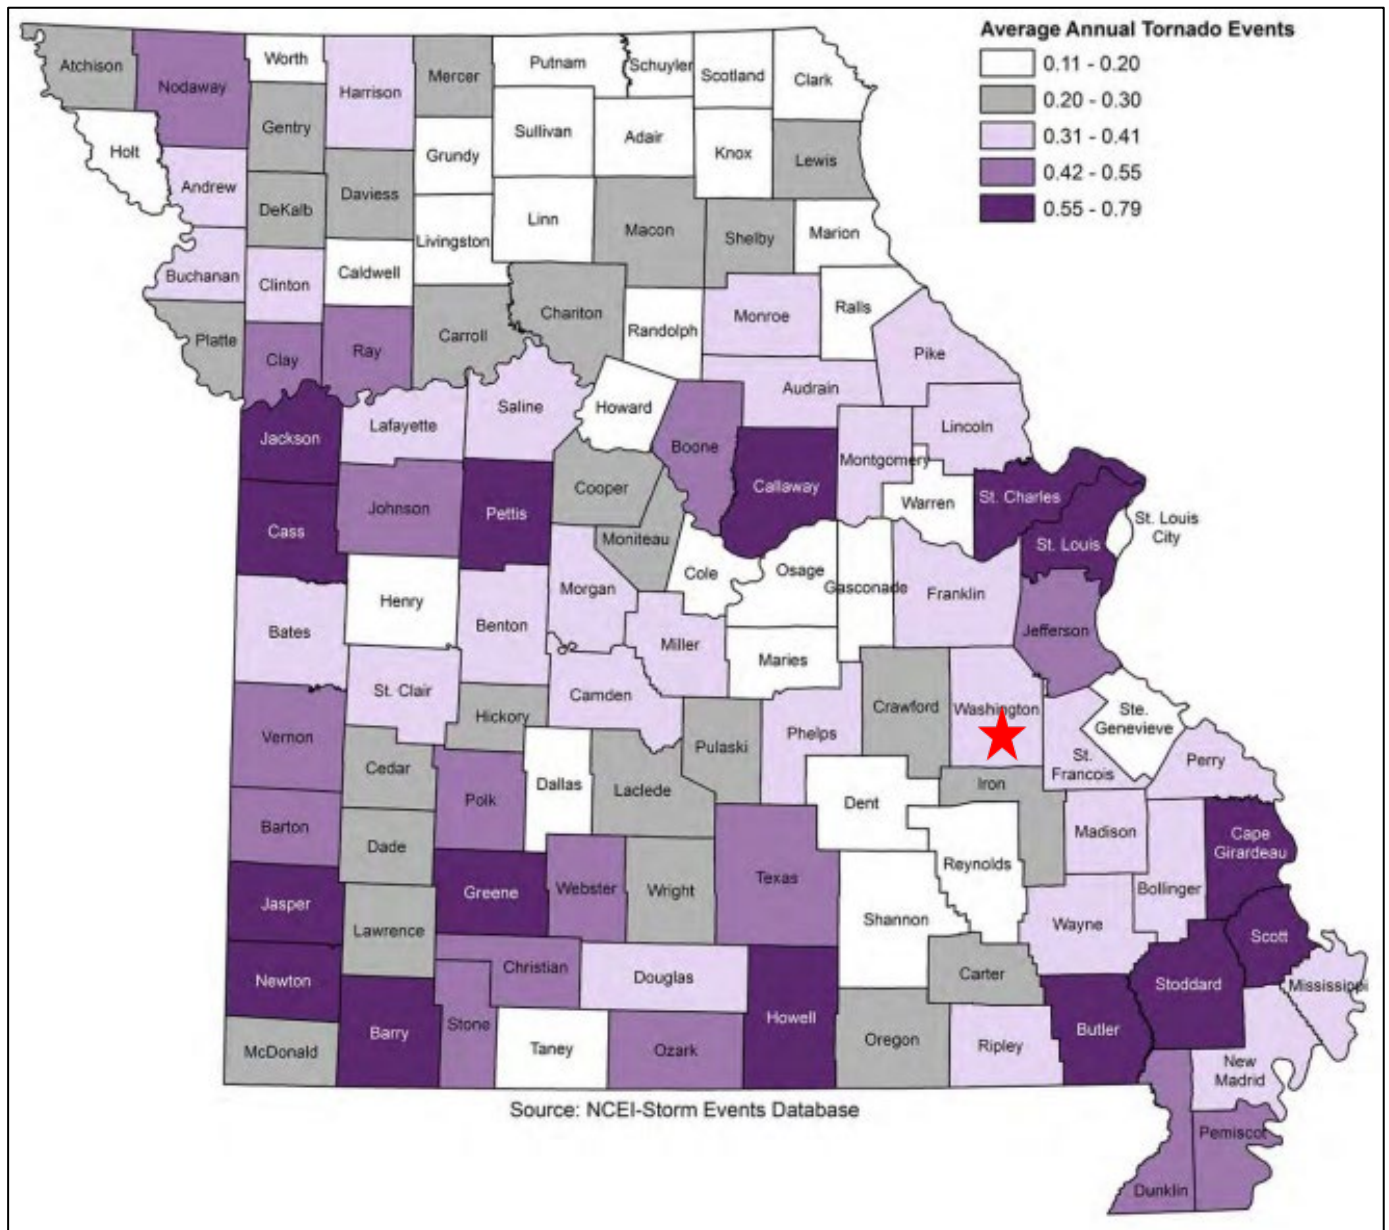 Average Annual Tornado Events
0.11 - 0.20
0.20 - 0.30
0.31 - 0.41
0.42 - 0.55
0.55 - 0.79
Atchison
Nodaway
Worth
Harrison
Mercer
Putnam
Schuyler
Scotland
Clark
Holt
Gentry
Grundy
Sullivan
Adair
Knox
Lewis
Andrew
DeKalb
Daviess
Livingston
Linn
Macon
Shelby
Marion
Buchanan
Clinton
Caldwell
Chariton
Randolph
Monroe
Ralls
Platte
Clay
Ray
Carroll
Pike
Audrain
Jackson
Lafayette
Saline
Howard
Boone
Lincoln
Callaway
Montgomery
Cooper
Warren
St. Charles
Cass
Johnson
Pettis
Moniteau
St. Louis
St. Louis
City
Cole
Osage
Gasconade
Franklin
Bates
Henry
Benton
Morgan
Miller
Maries
Jefferson
St. Clair
Camden
Vernon
Hickory
Pulaski
Phelps
Crawford
Washington
Ste.
Genevieve
St.
Francois
Perry
Cedar
Polk
Dallas
Laclede
Dent
Iron
Barton
Dade
Madison
Cape
Girardeau
Jasper
Lawrence
Greene
Webster
Wright
Texas
Reynolds
Bollinger
Shannon
Wayne
Scott
Newton
Christian
Douglas
Carter
Stoddard
Mississippi
McDonald
Barry
Stone
Taney
Ozark
Howell
Oregon
Ripley
Butler
New
Madrid
Pemiscot
Dunklin
Source: NCEI-Storm Events Database